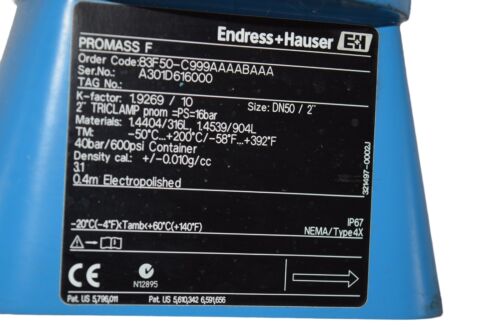 Endress+Hauser EH
PROMASS F
Order Code: 83F50-C999AAAABAAA
Ser.No.: A301D616000
TAG No.:
K-factor: 1.9269 / 10 Size: DN50 / 2"
2" TRICLAMP pnom =PS=16bar
Materials: 1.4404/316L, 1.4539/904L
TM: -50°C...+200°C/-58°F...+392°F
40bar/600psi Container
Density cal.: +/-0.010g/cc
3.1
0.4m Electropolished
321497-0002J
-20°C(-4°F)<Tamb<+60°C(+140°F)
IP67
NEMA/Type4X
CE
N12895
Pat. US 5,796,011 Pat. US 5,610,342 6,591,656